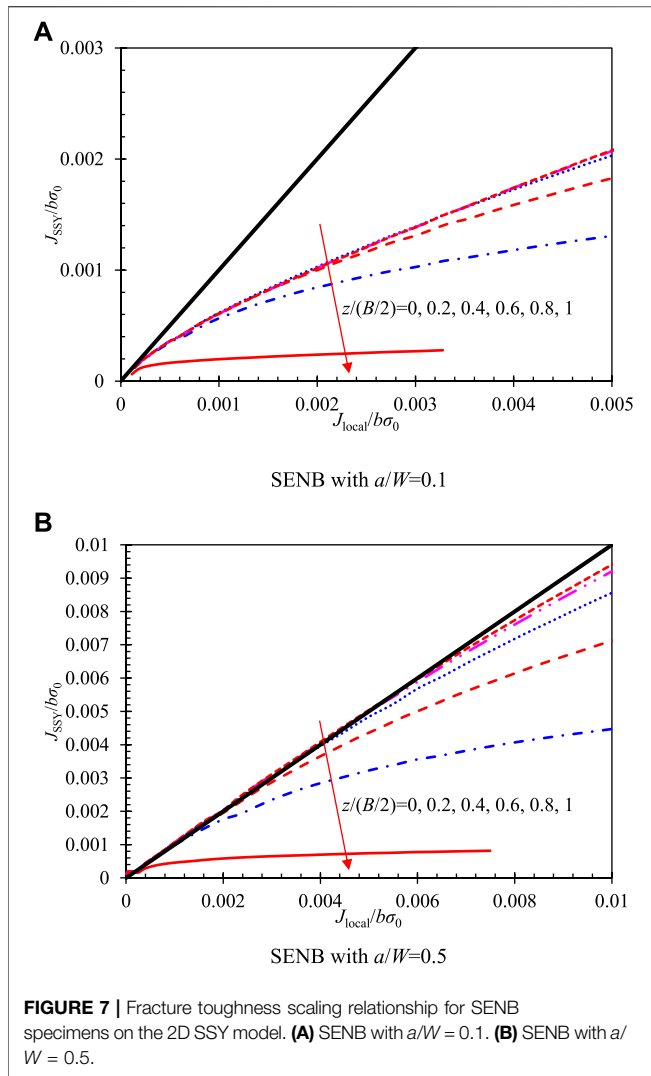 A
0.003
0.002
0.001
0
J_SSY/bσ₀
z/(B/2)=0, 0.2, 0.4, 0.6, 0.8, 1
0 0.001 0.002 0.003 0.004 0.005
J_local/bσ₀
SENB with a/W=0.1
B
0.01
0.009
0.008
0.007
0.006
0.005
0.004
0.003
0.002
0.001
0
J_SSY/bσ₀
z/(B/2)=0, 0.2, 0.4, 0.6, 0.8, 1
0 0.002 0.004 0.006 0.008 0.01
J_local/bσ₀
SENB with a/W=0.5
FIGURE 7 | Fracture toughness scaling relationship for SENB
specimens on the 2D SSY model. (A) SENB with a/W = 0.1. (B) SENB with a/
W = 0.5.